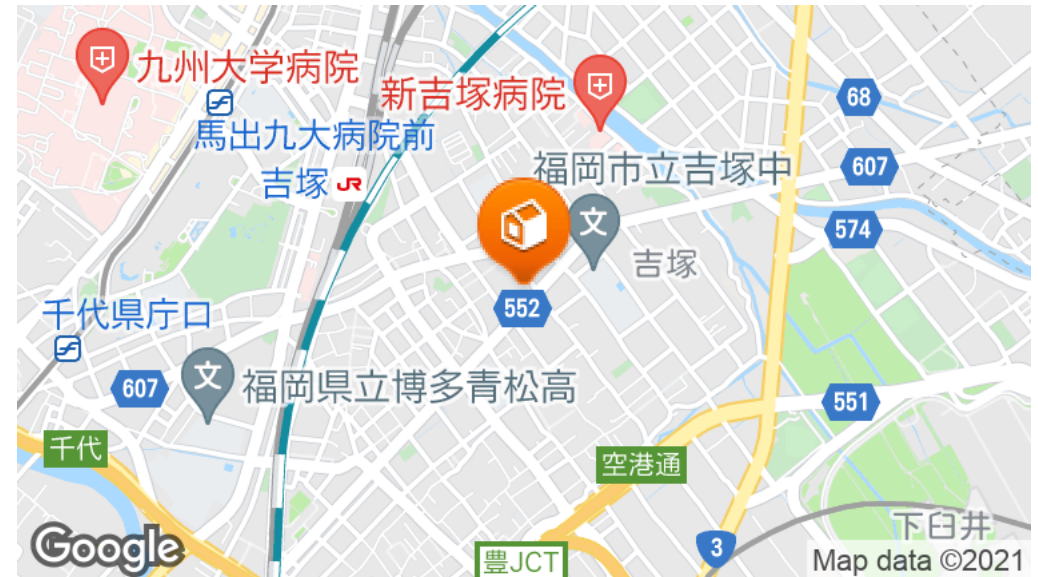 九州大学病院
新吉塚病院
68
馬出九大病院前
福岡市立吉塚中
607
吉塚 JR
文
574
吉塚
552
千代県庁口
文
607
福岡県立博多青松高
551
千代
空港通
下臼井
3
豊JCT
Google
Map data ©2021